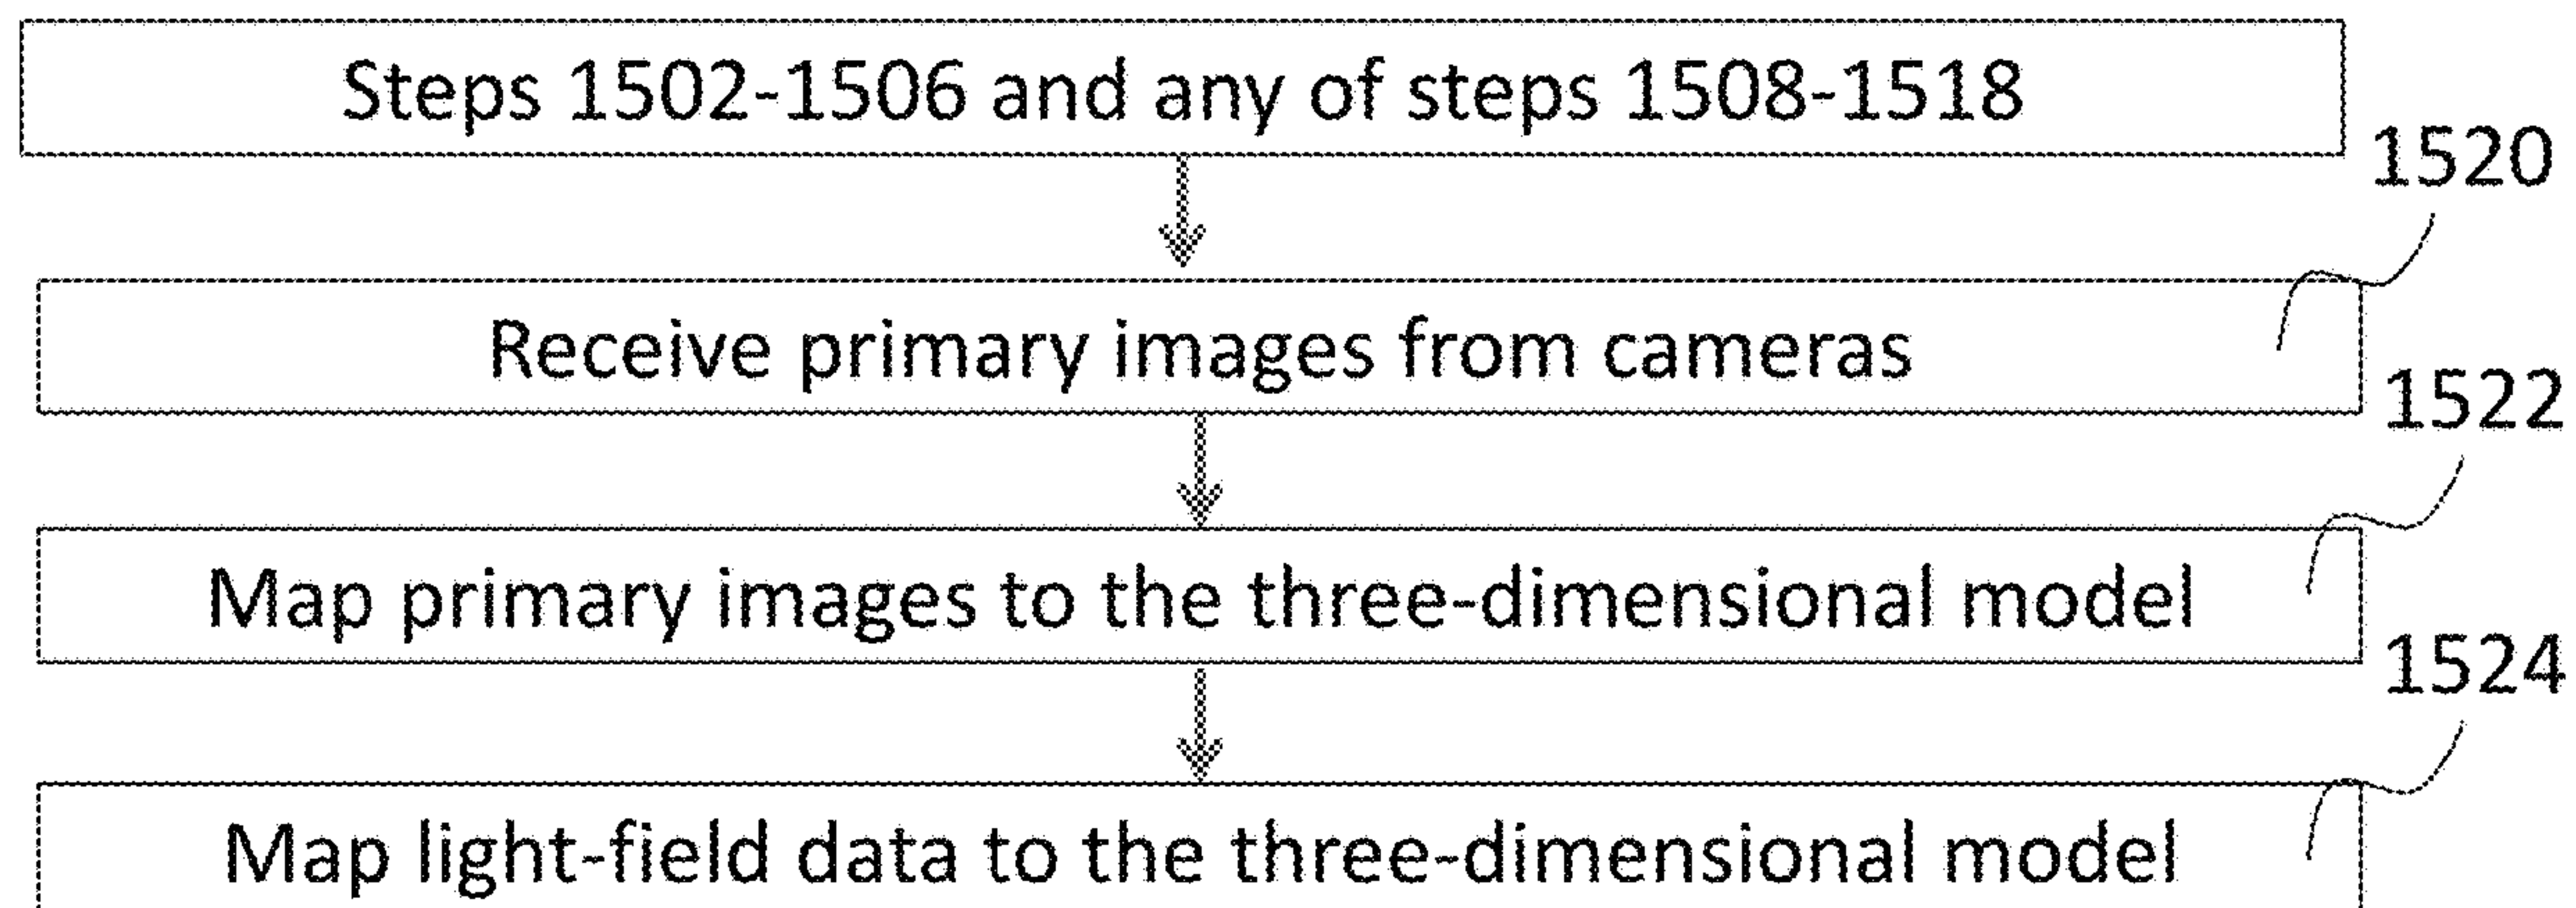 Steps 1502-1506 and any of steps 1508-1518
1520
Receive primary images from cameras
1522
Map primary images to the three-dimensional model
1524
Map light-field data to the three-dimensional model